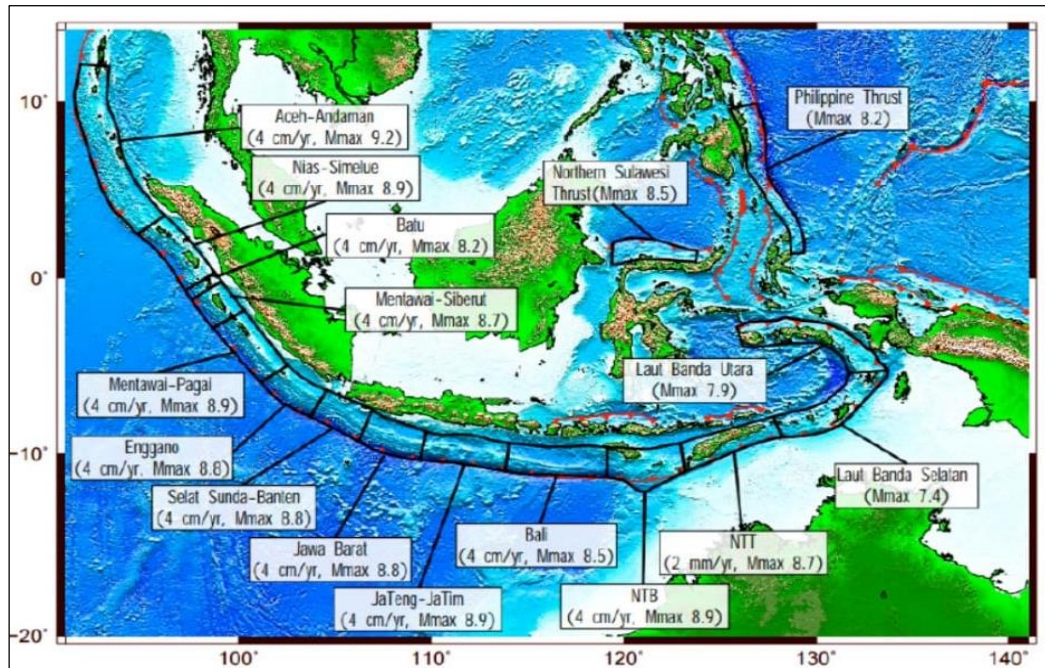 Aceh-Andaman
(4 cm/yr, Mmax 9.2)
Nias-Simelue
(4 cm/yr, Mmax 8.9)
Batu
(4 cm/yr, Mmax 8.2)
Mentawai-Siberut
(4 cm/yr, Mmax 8.7)
Mentawai-Pagai
(4 cm/yr, Mmax 8.9)
Enggano
(4 cm/yr, Mmax 8.8)
Selat Sunda-Banten
(4 cm/yr, Mmax 8.8)
Jawa Barat
(4 cm/yr, Mmax 8.8)
JaTeng-JaTim
(4 cm/yr, Mmax 8.9)
Bali
(4 cm/yr, Mmax 8.5)
NTB
(4 cm/yr, Mmax 8.9)
NTT
(2 mm/yr, Mmax 8.7)
Laut Banda Selatan
(Mmax 7.4)
Laut Banda Utara
(Mmax 7.9)
Northern Sulawesi
Thrust(Mmax 8.5)
Philippine Thrust
(Mmax 8.2)
10°
0°
-10°
-20°
100°
110°
120°
130°
140°